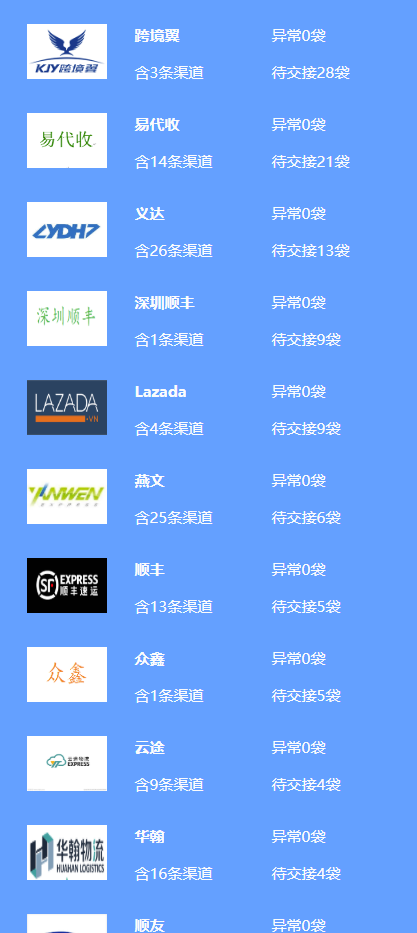 跨境翼 异常0袋
KJY 跨境翼
含3条渠道 待交接28袋
易代收 异常0袋
易代收
含14条渠道 待交接21袋
义达 异常0袋
YDH
含26条渠道 待交接13袋
深圳顺丰 异常0袋
深圳顺丰
含1条渠道 待交接9袋
Lazada 异常0袋
LAZADA
-VN
含4条渠道 待交接9袋
燕文 异常0袋
YANWEN
含25条渠道 待交接6袋
顺丰 异常0袋
SF EXPRESS
顺丰速运
含13条渠道 待交接5袋
众鑫 异常0袋
众鑫
含1条渠道 待交接5袋
云途 异常0袋
云途物流
EXPRESS
含9条渠道 待交接4袋
华翰 异常0袋
华翰物流
HUAHAN LOGISTICS
含16条渠道 待交接4袋
顺友 异常0袋